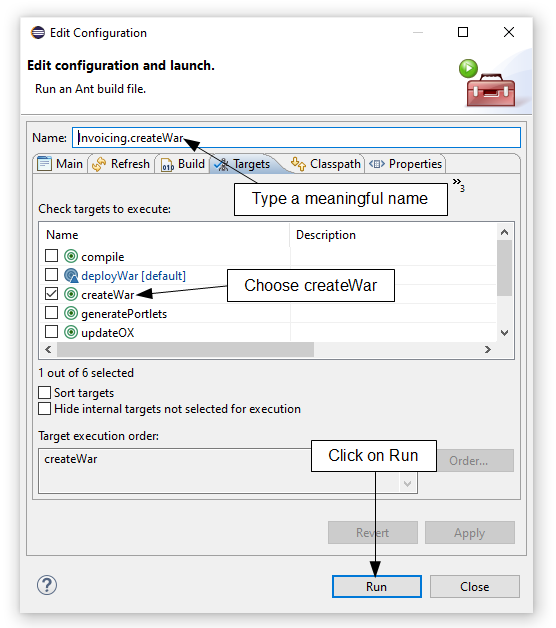 Edit Configuration
Edit configuration and launch.
Run an Ant build file.
Name: Invoicing.createWar
Main Refresh Build Targets Classpath Properties
»3
Type a meaningful name
Check targets to execute:
Name Description
compile
deployWar [default]
createWar
Choose createWar
generatePortlets
updateOX
1 out of 6 selected
Sort targets
Hide internal targets not selected for execution
Target execution order:
createWar
Click on Run
Order...
Revert Apply
? Run Close